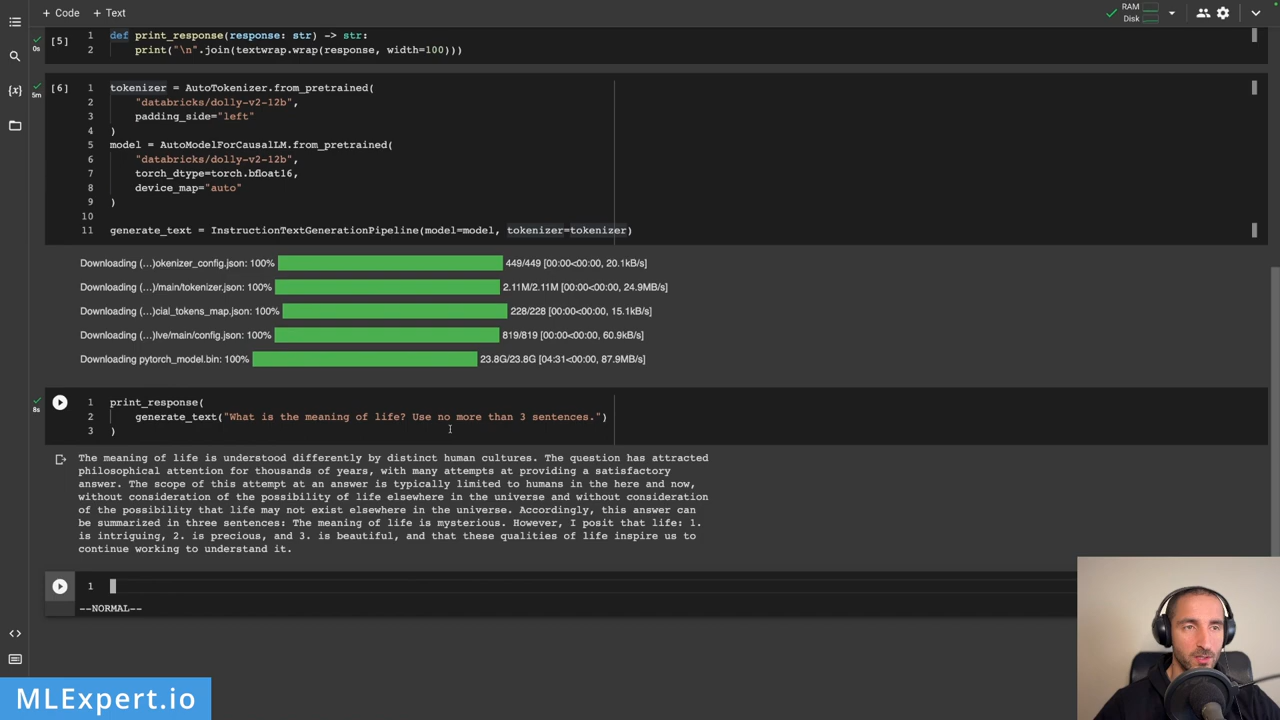 + Code + Text
RAM
Disk
[5]
0s
1 def print_response(response: str) -> str:
2 print("\n".join(textwrap.wrap(response, width=100)))
[6]
5m
1 tokenizer = AutoTokenizer.from_pretrained(
2 "databricks/dolly-v2-12b",
3 padding_side="left"
4 )
5 model = AutoModelForCausalLM.from_pretrained(
6 "databricks/dolly-v2-12b",
7 torch_dtype=torch.bfloat16,
8 device_map="auto"
9 )
10
11 generate_text = InstructionTextGenerationPipeline(model=model, tokenizer=tokenizer)
Downloading (…)okenizer_config.json: 100% 449/449 [00:00<00:00, 20.1kB/s]
Downloading (…)/main/tokenizer.json: 100% 2.11M/2.11M [00:00<00:00, 24.9MB/s]
Downloading (…)cial_tokens_map.json: 100% 228/228 [00:00<00:00, 15.1kB/s]
Downloading (…)lve/main/config.json: 100% 819/819 [00:00<00:00, 60.9kB/s]
Downloading pytorch_model.bin: 100% 23.8G/23.8G [04:31<00:00, 87.9MB/s]
8s
1 print_response(
2 generate_text("What is the meaning of life? Use no more than 3 sentences.")
3 )
The meaning of life is understood differently by distinct human cultures. The question has attracted
philosophical attention for thousands of years, with many attempts at providing a satisfactory
answer. The scope of this attempt at an answer is typically limited to humans in the here and now,
without consideration of the possibility of life elsewhere in the universe and without consideration
of the possibility that life may not exist elsewhere in the universe. Accordingly, this answer can
be summarized in three sentences: The meaning of life is mysterious. However, I posit that life: 1.
is intriguing, 2. is precious, and 3. is beautiful, and that these qualities of life inspire us to
continue working to understand it.
1
--NORMAL--
MLExpert.io